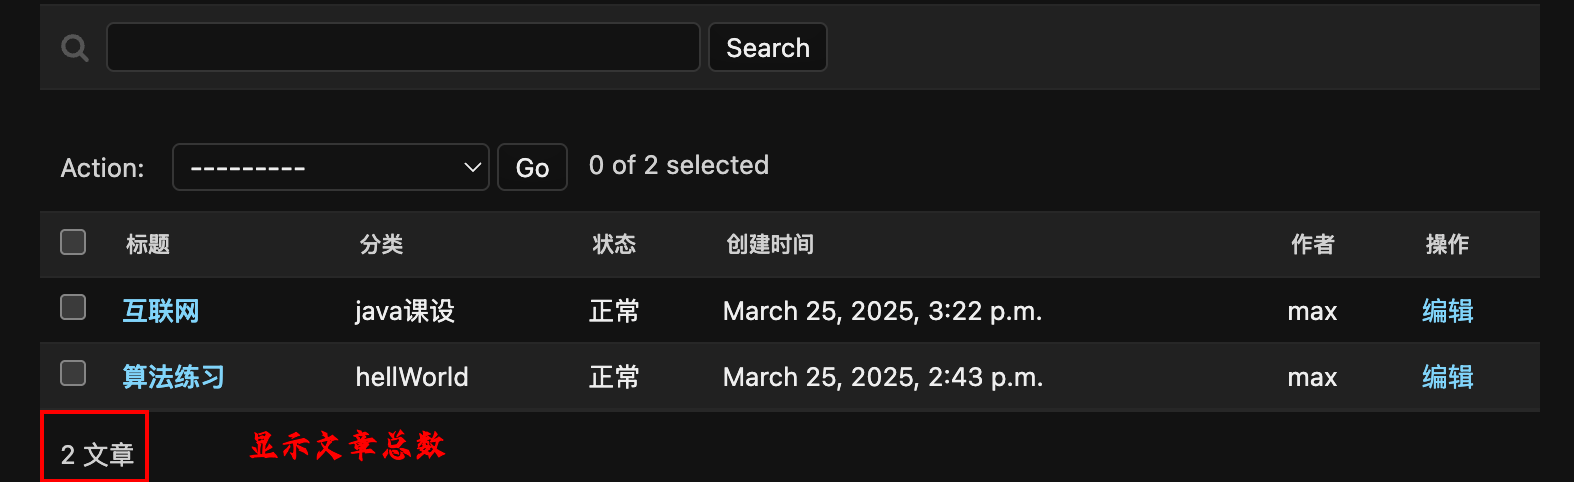 Search
Action: --------- Go 0 of 2 selected
标题 分类 状态 创建时间 作者 操作
互联网 java课设 正常 March 25, 2025, 3:22 p.m. max 编辑
算法练习 hellWorld 正常 March 25, 2025, 2:43 p.m. max 编辑
2 文章 显示文章总数